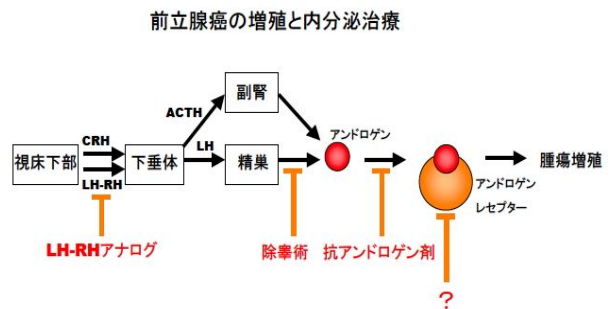 前立腺癌の増殖と内分泌治療
副腎
ACTH
アンドロゲン
CRH
LH
視床下部
下垂体
精巣
腫瘍増殖
LH-RH
アンドロゲン
レセプター
LH-RHアナログ
除睾術
抗アンドロゲン剤
?